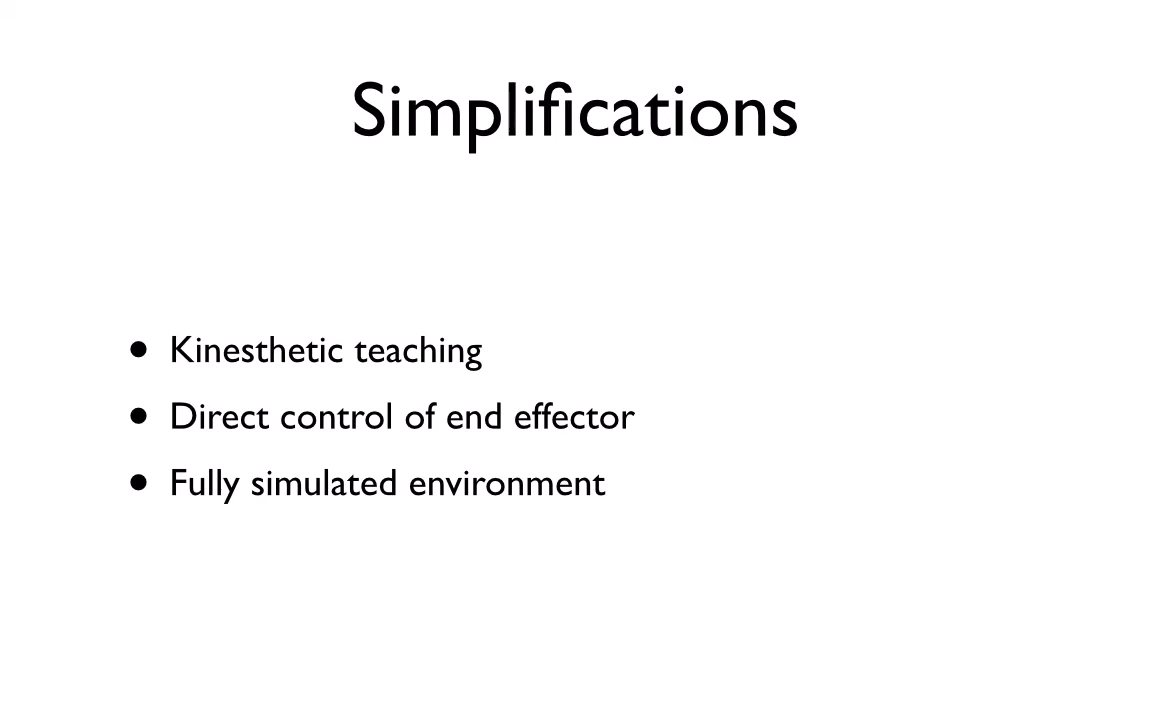 Simplifications
• Kinesthetic teaching
• Direct control of end effector
• Fully simulated environment